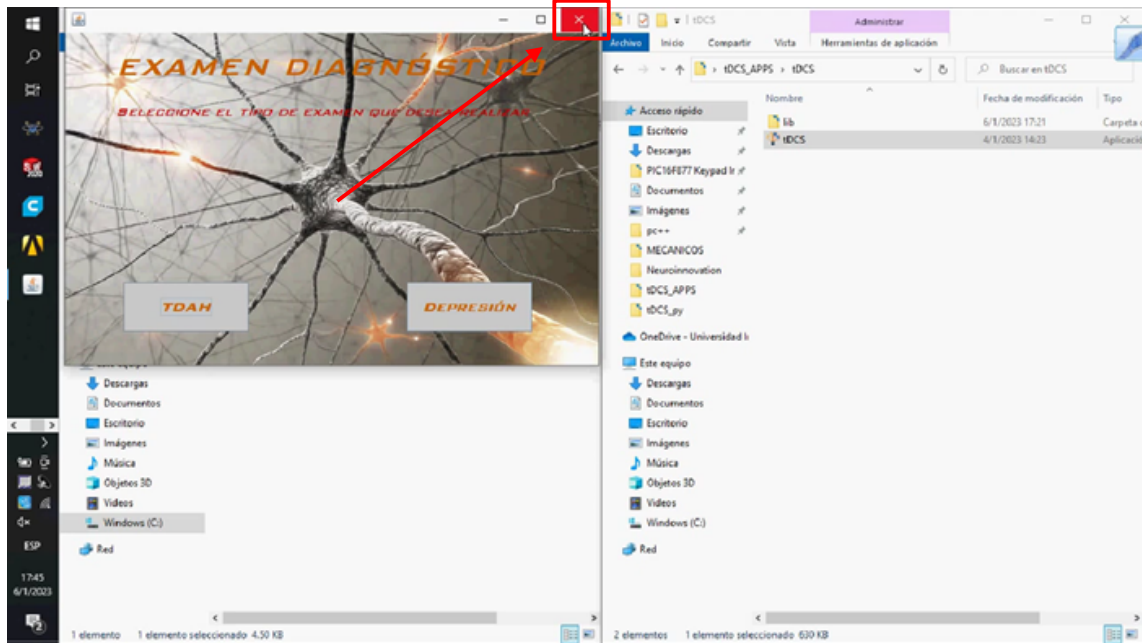 EXAMEN DIAGNÓSTICO
SELECCIONE EL TIPO DE EXAMEN QUE DESEA REALIZAR
TDAH
DEPRESIÓN
Descargas
Documentos
Escritorio
Imágenes
Música
Objetos 3D
Videos
Windows (C:)
Red
1 elemento 1 elemento seleccionado 4.50 KB
ESP
17:45
6/1/2023
2020
tDCS
Administrar
Archivo Inicio Compartir Vista Herramientas de aplicación
tDCS_APPS > tDCS
Buscar en tDCS
Nombre Fecha de modificación Tipo
lib 6/1/2023 17:21 Carpeta
tDCS 4/1/2023 14:23 Aplicació
Acceso rápido
Escritorio
Descargas
PIC16F877 Keypad Ir
Documentos
Imágenes
pc++
MECANICOS
Neuroinnovation
tDCS_APPS
tDCS_py
OneDrive - Universidad I
Este equipo
Descargas
Documentos
Escritorio
Imágenes
Música
Objetos 3D
Videos
Windows (C:)
Red
2 elementos 1 elemento seleccionado 630 KB